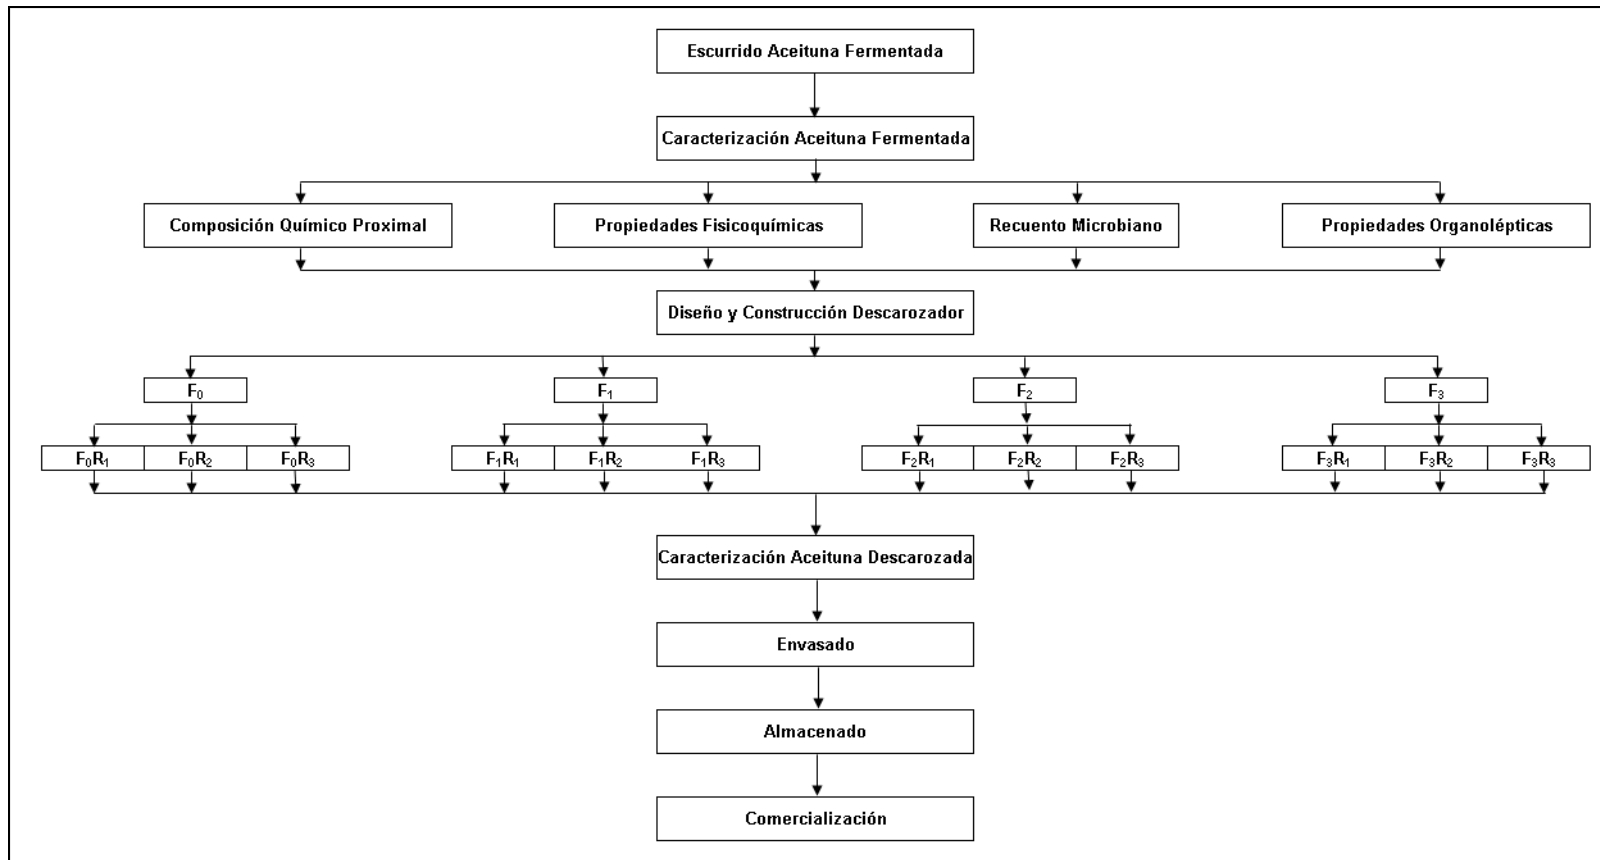 Escurrido Aceituna Fermentada
Caracterización Aceituna Fermentada
Composición Químico Proximal
Propiedades Fisicoquímicas
Recuento Microbiano
Propiedades Organolépticas
Diseño y Construcción Descarozador
F₀
F₁
F₂
F₃
F₀R₁
F₀R₂
F₀R₃
F₁R₁
F₁R₂
F₁R₃
F₂R₁
F₂R₂
F₂R₃
F₃R₁
F₃R₂
F₃R₃
Caracterización Aceituna Descarozada
Envasado
Almacenado
Comercialización